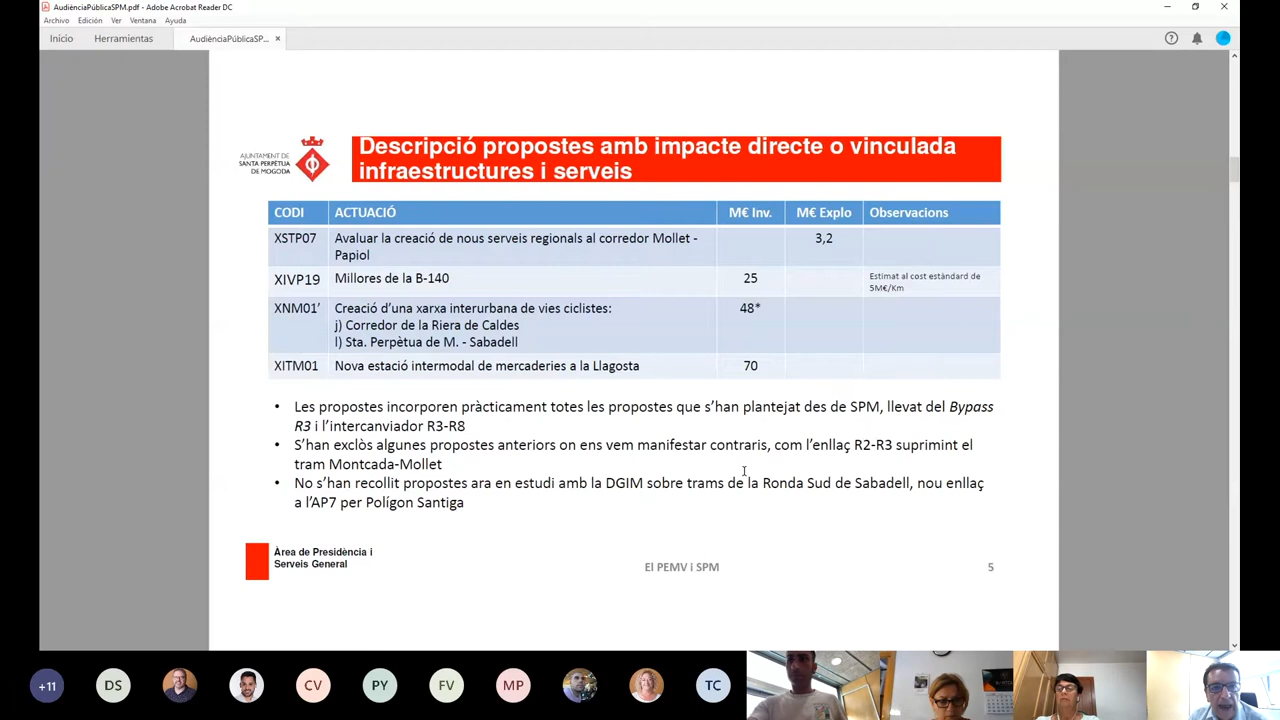 AudiènciaPúblicaSPM.pdf - Adobe Acrobat Reader DC
Archivo Edición Ver Ventana Ayuda
Inicio Herramientas AudiènciaPúblicaSP... ×
AJUNTAMENT DE
SANTA PERPÈTUA
DE MOGODA
Descripció propostes amb impacte directe o vinculada
infraestructures i serveis
CODI ACTUACIÓ M€ Inv. M€ Explo Observacions
XSTP07 Avaluar la creació de nous serveis regionals al corredor Mollet - 3,2
Papiol
XIVP19 Millores de la B-140 25 Estimat al cost estàndard de
5M€/Km
XNM01’ Creació d’una xarxa interurbana de vies ciclistes: 48*
j) Corredor de la Riera de Caldes
l) Sta. Perpètua de M. - Sabadell
XITM01 Nova estació intermodal de mercaderies a la Llagosta 70
• Les propostes incorporen pràcticament totes les propostes que s’han plantejat des de SPM, llevat del Bypass
R3 i l’intercanviador R3-R8
• S’han exclòs algunes propostes anteriors on ens vem manifestar contraris, com l’enllaç R2-R3 suprimint el
tram Montcada-Mollet
• No s’han recollit propostes ara en estudi amb la DGIM sobre trams de la Ronda Sud de Sabadell, nou enllaç
a l’AP7 per Polígon Santiga
Àrea de Presidència i
Serveis General
El PEMV i SPM
5
+11 DS CV PY FV MP TC